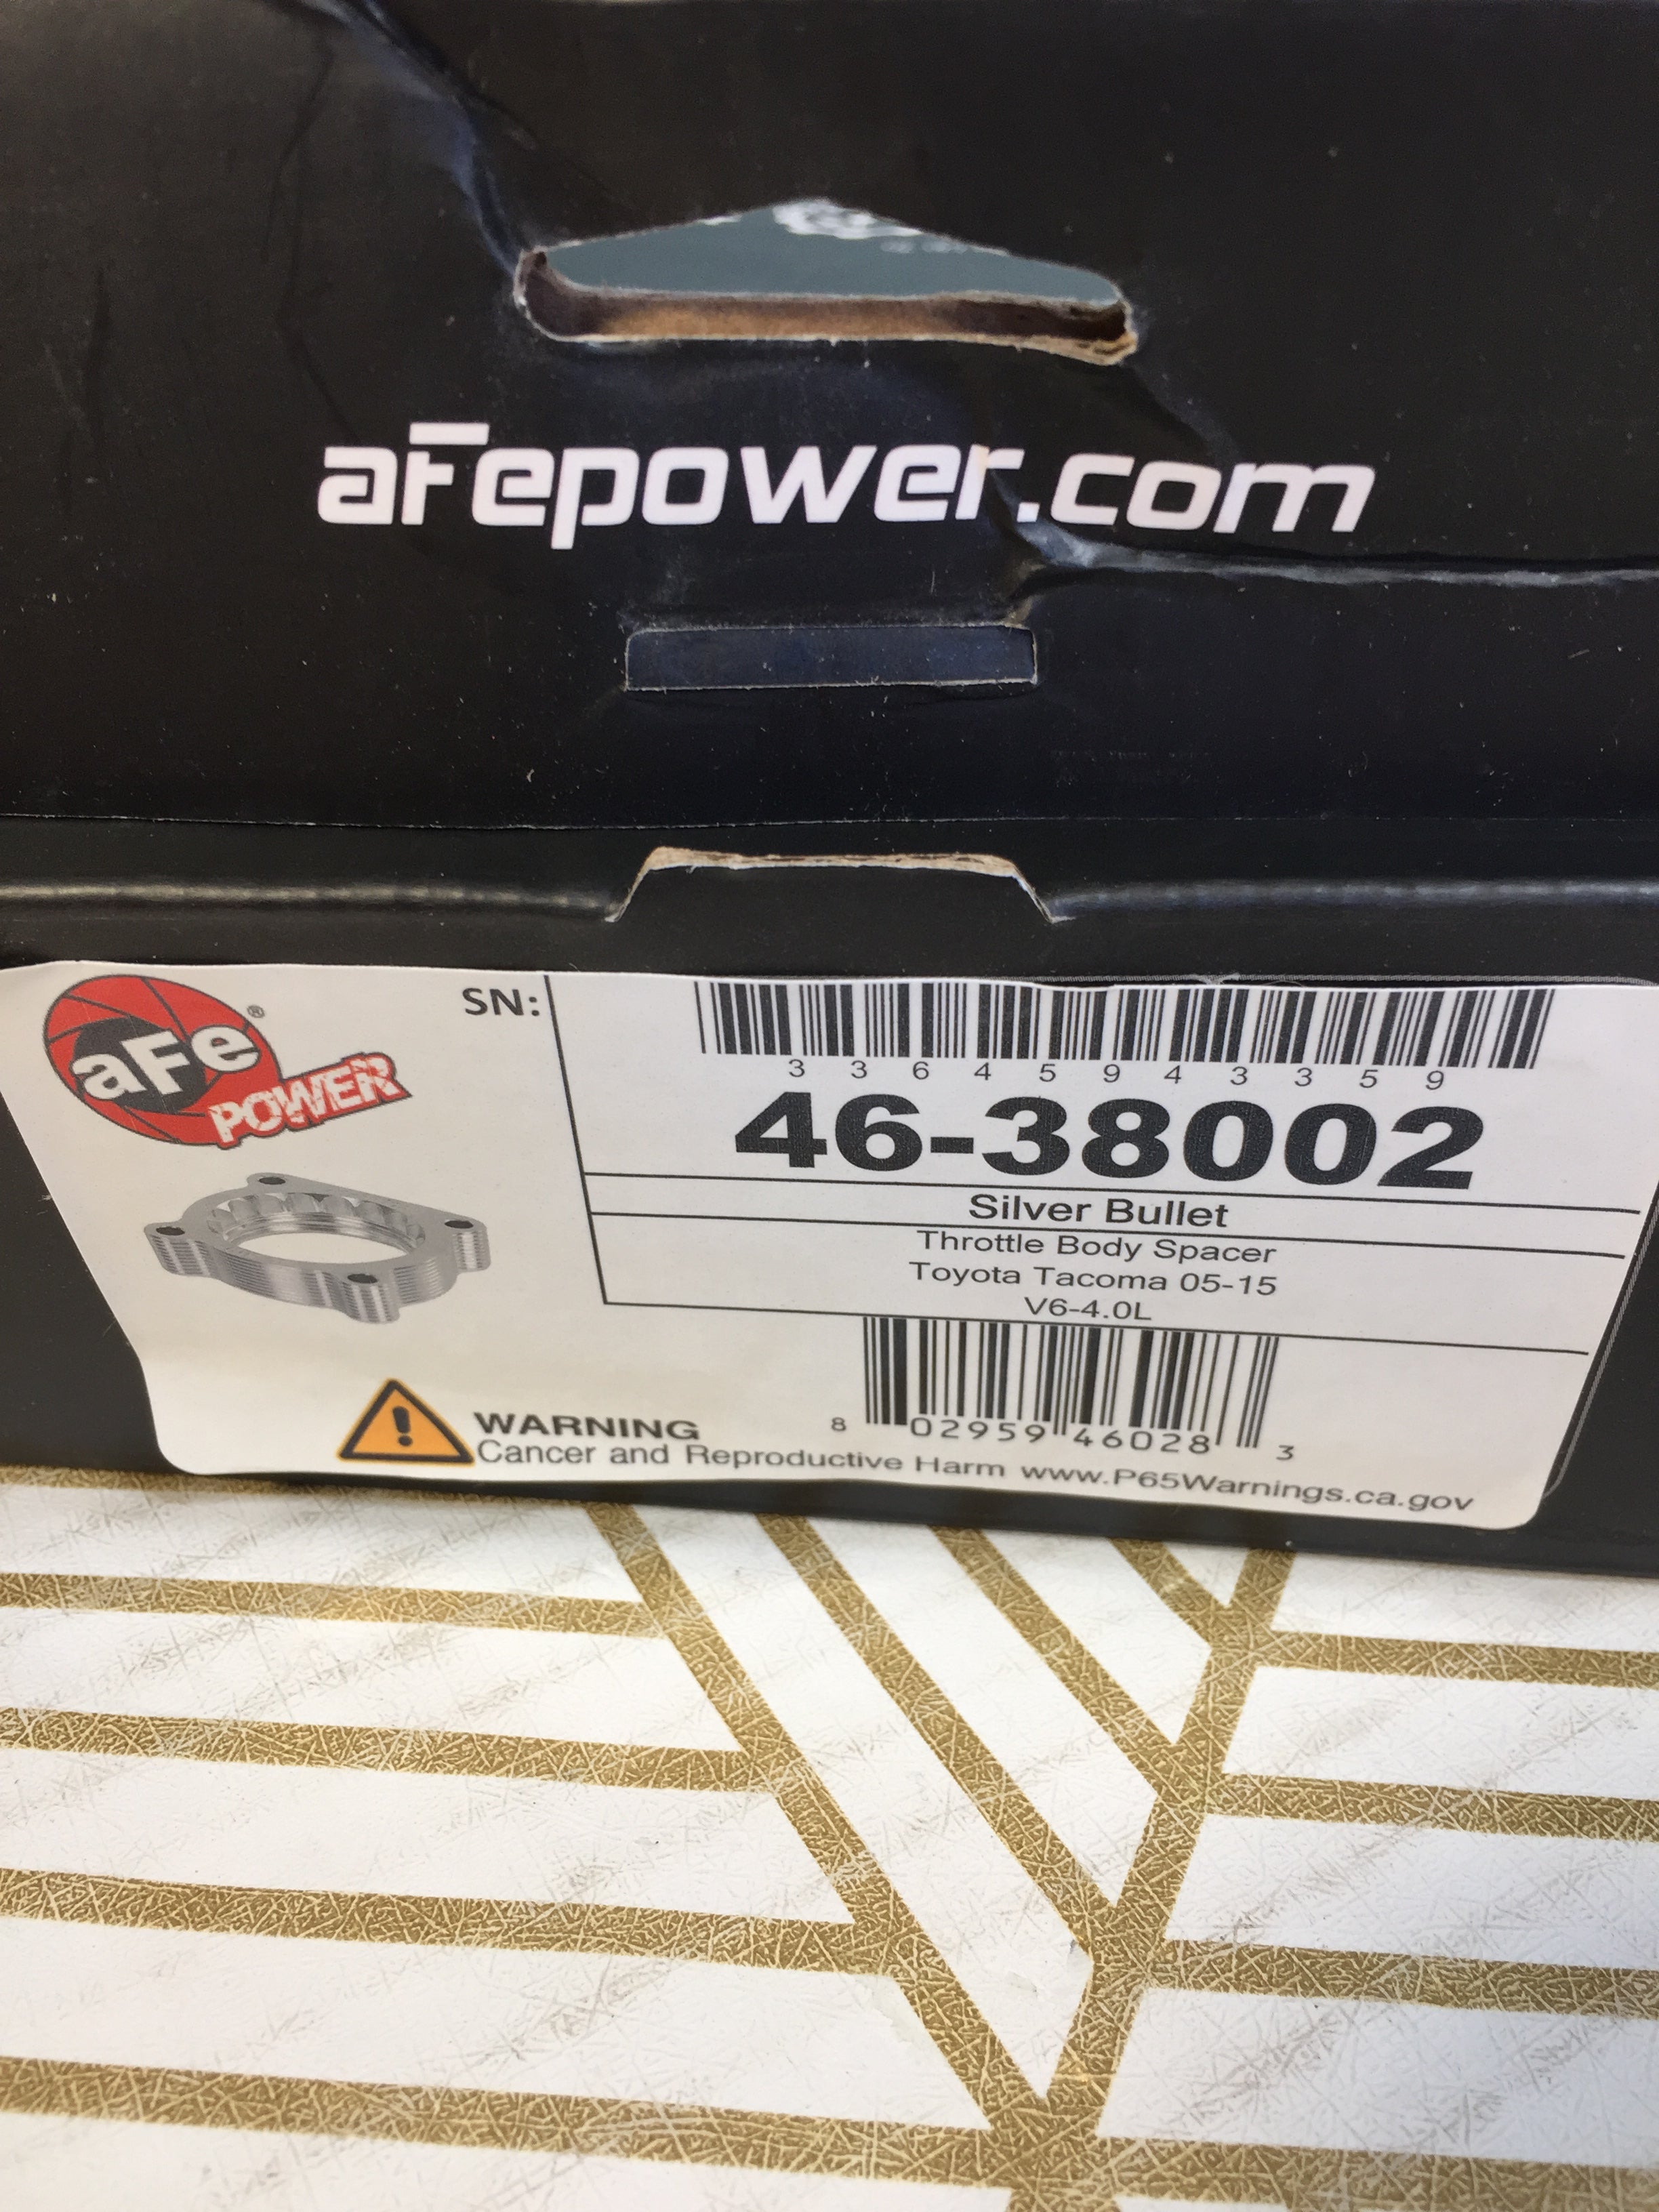 aFepower.com
aFe®
POWER
SN:
3 3 6 4 5 9 4 3 3 5 9
46-38002
Silver Bullet
Throttle Body Spacer
Toyota Tacoma 05-15
V6-4.0L
8 02959 46028 3
WARNING
Cancer and Reproductive Harm www.P65Warnings.ca.gov